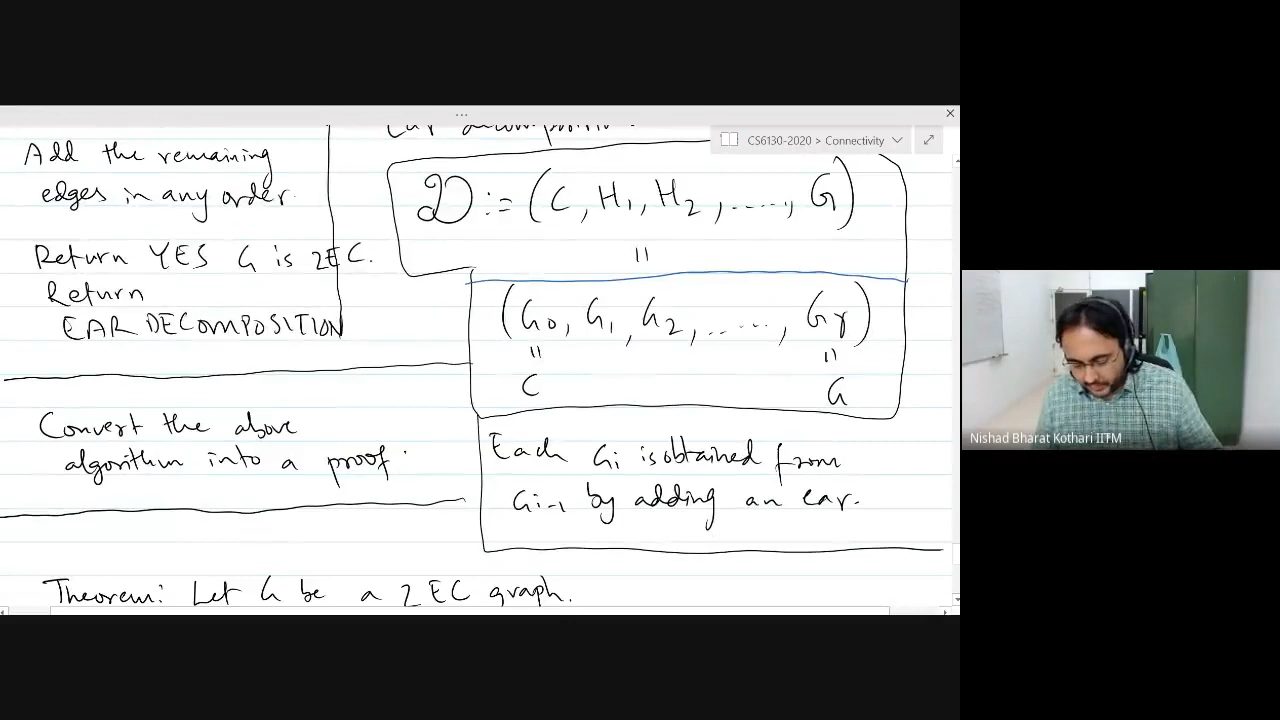 Add the remaining
edges in any order.
Return YES G is 2EC.
Return
EAR DECOMPOSITION
Convert the above
algorithm into a proof.
CS6130-2020 > Connectivity
D := (C, H1, H2, ....., G)
=
(G0, G1, G2, ......, Gr)
= =
C G
Each Gi is obtained from
Gi-1 by adding an ear.
Theorem: Let G be a 2EC graph.
Nishad Bharat Kothari IITM